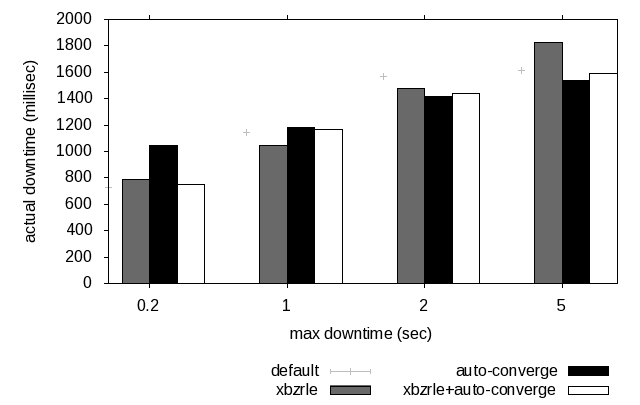 2000
1800
1600
1400
1200
1000
800
600
400
200
0
actual downtime (millisec)
0.2 1 2 5
max downtime (sec)
default auto-converge
xbzrle xbzrle+auto-converge